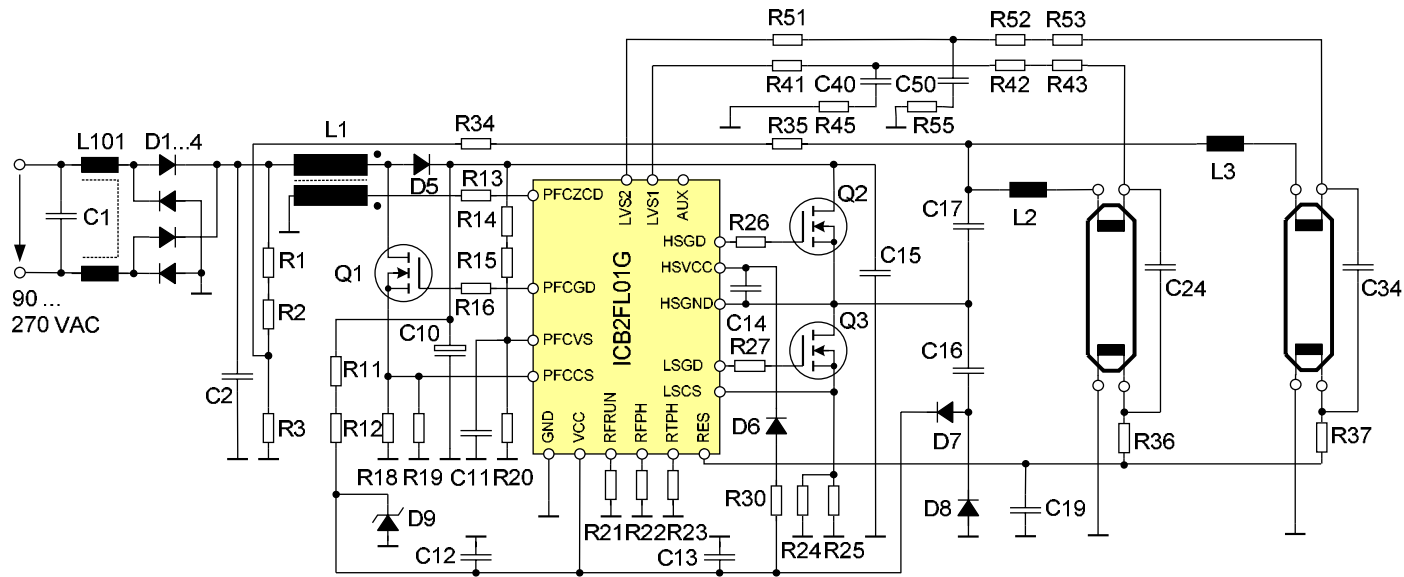 R51
R52
R53
R41
C40
C50
R42
R43
R45
R55
L101
D1...4
L1
R34
R35
L3
D5
R13
PFCZCD
LVS2
LVS1
AUX
Q2
C1
R14
R26
HSGD
C17
L2
R1
Q1
R15
HSVCC
C15
C24
C34
90 ...
270 VAC
R2
R16
PFCGD
ICB2FL01G
HSGND
C14
Q3
C10
PFCVS
R27
C16
R11
PFCCS
LSGD
C2
LSCS
R3
R12
GND
VCC
RFRUN
RFPH
RTPH
RES
D6
D7
R36
R37
R18
R19
C11
R20
R30
D8
C19
D9
R21
R22
R23
C12
C13
R24
R25